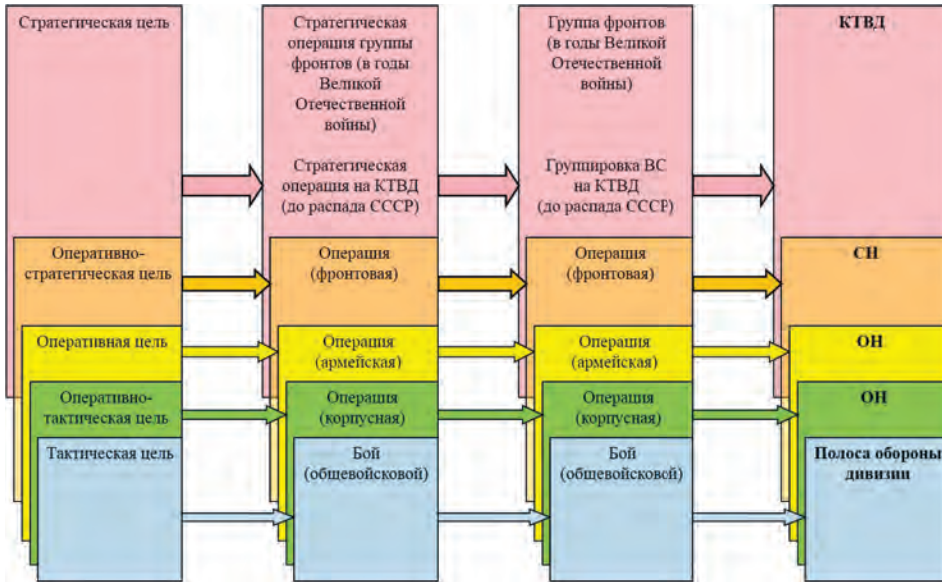 Стратегическая цель
Стратегическая
операция группы
фронтов (в годы
Великой
Отечественной
войны)
Стратегическая
операция на КТВД
(до распада СССР)
Группа фронтов
(в годы Великой
Отечественной
войны)
Группировка ВС
на КТВД
(до распада СССР)
КТВД
Оперативно-
стратегическая цель
Операция
(фронтовая)
Операция
(фронтовая)
СН
Оперативная цель
Операция
(армейская)
Операция
(армейская)
ОН
Оперативно-
тактическая цель
Операция
(корпусная)
Операция
(корпусная)
ОН
Тактическая цель
Бой
(общевойсковой)
Бой
(общевойсковой)
Полоса обороны
дивизии